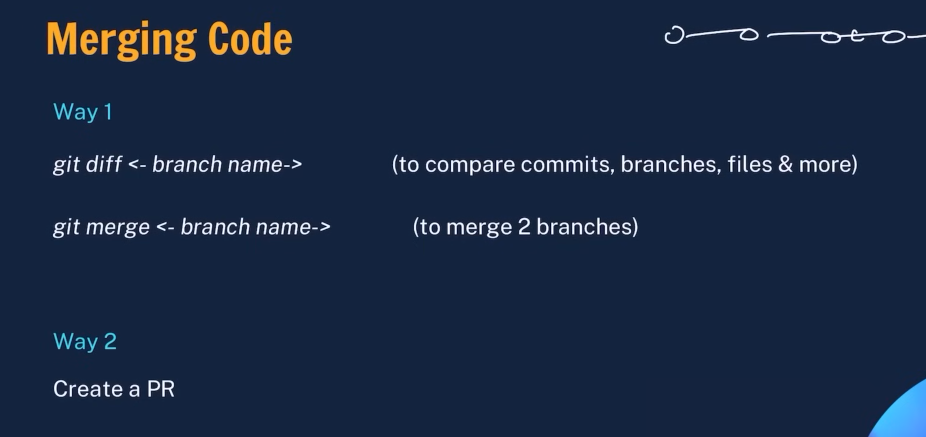 Merging Code
Way 1
git diff <- branch name-> (to compare commits, branches, files & more)
git merge <- branch name-> (to merge 2 branches)
Way 2
Create a PR